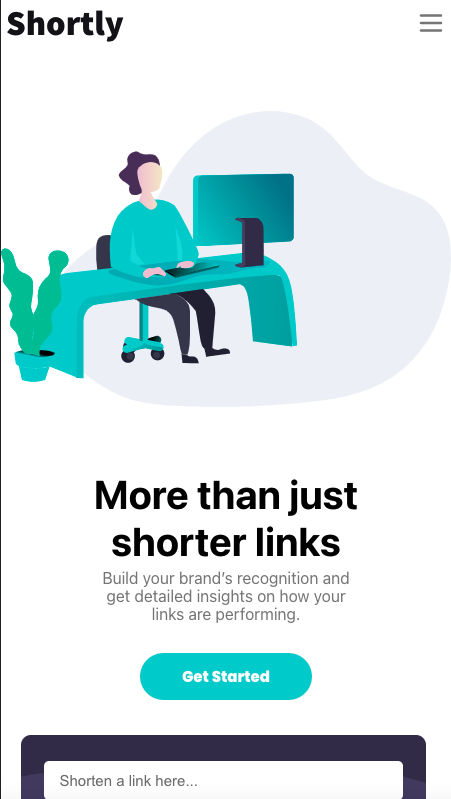 Shortly
More than just
shorter links
Build your brand’s recognition and
get detailed insights on how your
links are performing.
Get Started
Shorten a link here...